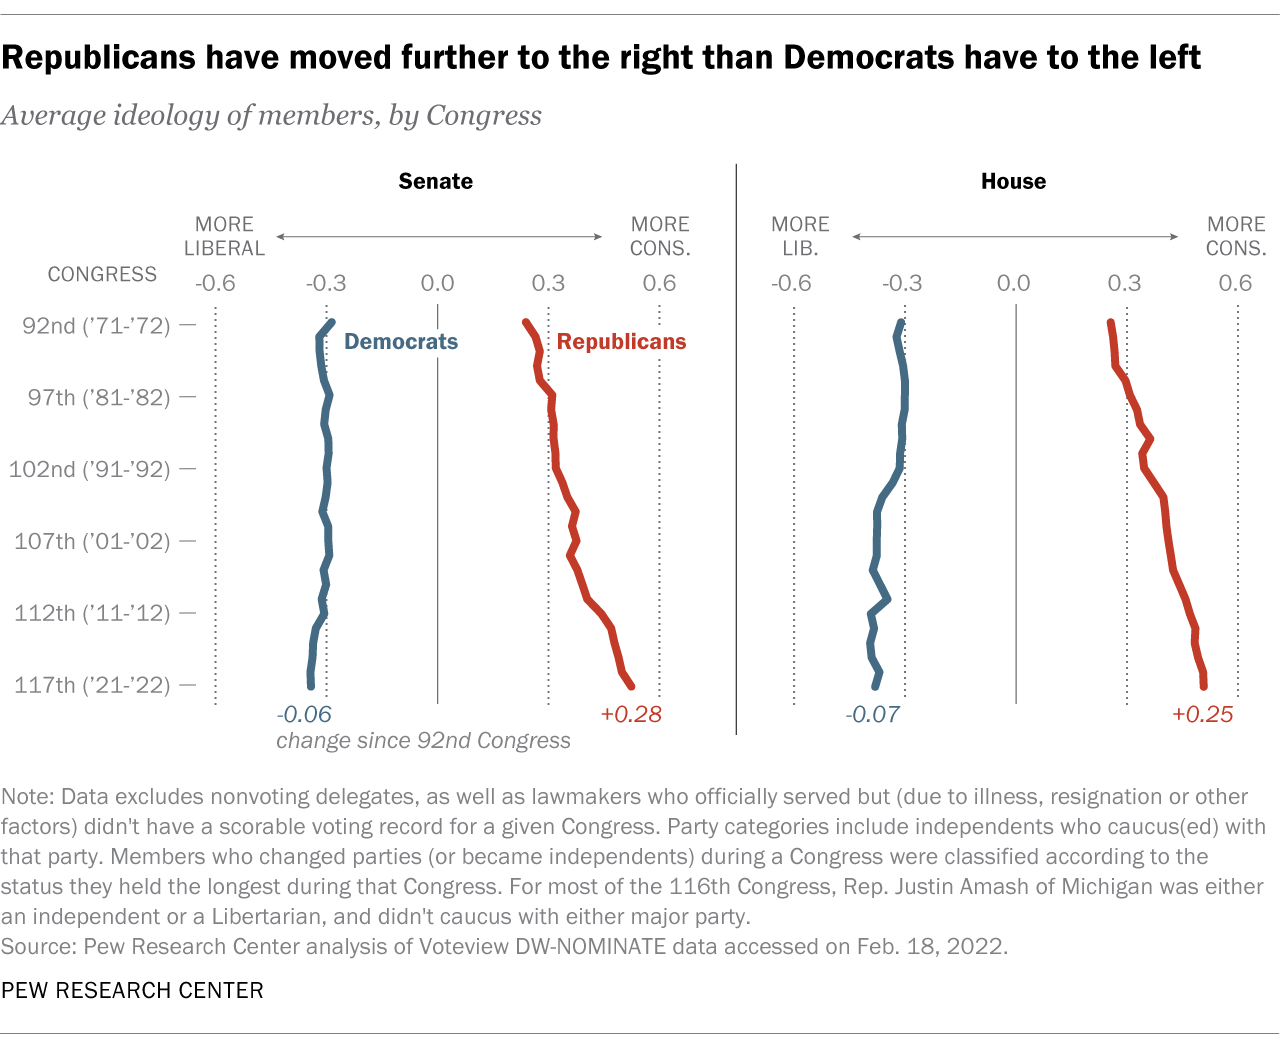 Republicans have moved further to the right than Democrats have to the left
Average ideology of members, by Congress
Senate
House
MORE LIBERAL
MORE CONS.
MORE LIB.
MORE CONS.
CONGRESS
-0.6 -0.3 0.0 0.3 0.6
-0.6 -0.3 0.0 0.3 0.6
92nd (’71-’72)
Democrats
Republicans
97th (’81-’82)
102nd (’91-’92)
107th (’01-’02)
112th (’11-’12)
117th (’21-’22)
-0.06
+0.28
-0.07
+0.25
change since 92nd Congress
Note: Data excludes nonvoting delegates, as well as lawmakers who officially served but (due to illness, resignation or other
factors) didn't have a scorable voting record for a given Congress. Party categories include independents who caucus(ed) with
that party. Members who changed parties (or became independents) during a Congress were classified according to the
status they held the longest during that Congress. For most of the 116th Congress, Rep. Justin Amash of Michigan was either
an independent or a Libertarian, and didn't caucus with either major party.
Source: Pew Research Center analysis of Voteview DW-NOMINATE data accessed on Feb. 18, 2022.
PEW RESEARCH CENTER